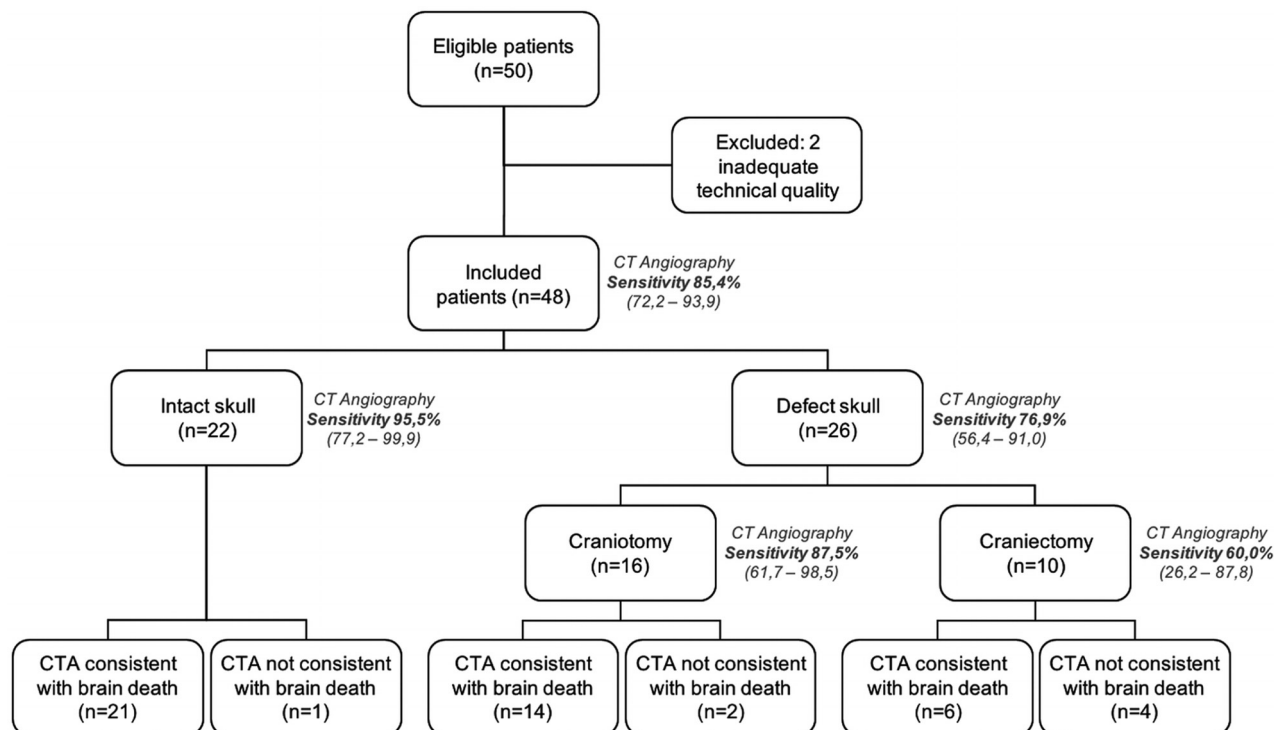 Eligible patients
(n=50)
Excluded: 2
inadequate
technical quality
Included
patients (n=48)
CT Angiography
Sensitivity 85,4%
(72,2 – 93,9)
Intact skull
(n=22)
CT Angiography
Sensitivity 95,5%
(77,2 – 99,9)
Defect skull
(n=26)
CT Angiography
Sensitivity 76,9%
(56,4 – 91,0)
Craniotomy
(n=16)
CT Angiography
Sensitivity 87,5%
(61,7 – 98,5)
Craniectomy
(n=10)
CT Angiography
Sensitivity 60,0%
(26,2 – 87,8)
CTA consistent
with brain death
(n=21)
CTA not consistent
with brain death
(n=1)
CTA consistent
with brain death
(n=14)
CTA not consistent
with brain death
(n=2)
CTA consistent
with brain death
(n=6)
CTA not consistent
with brain death
(n=4)